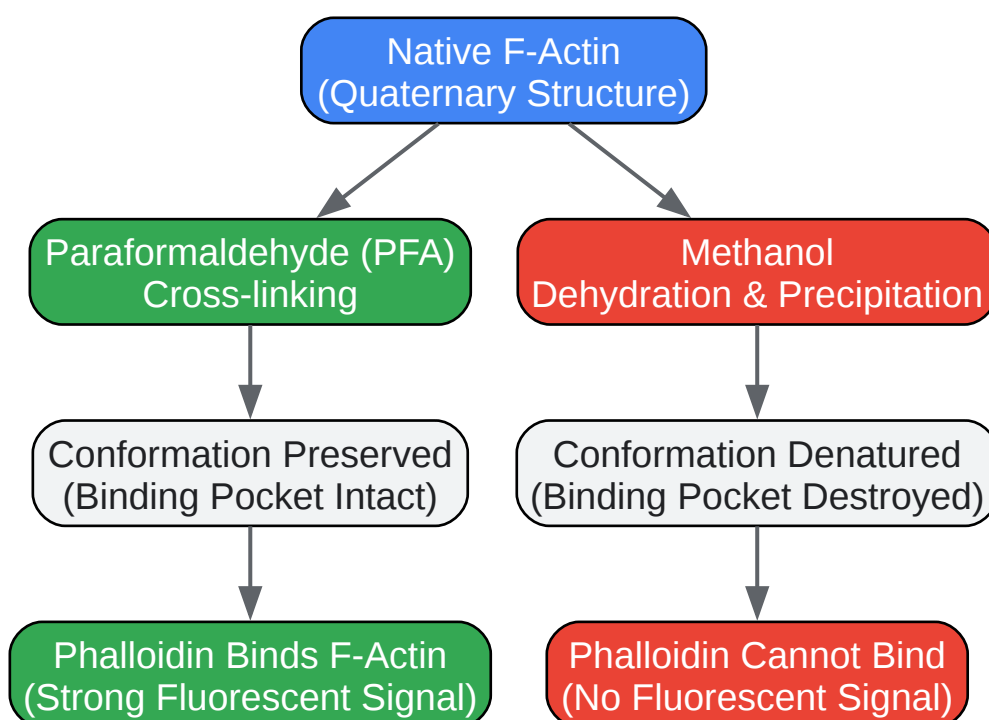 Native F-Actin
(Quaternary Structure)
Paraformaldehyde (PFA)
Cross-linking
Methanol
Dehydration & Precipitation
Conformation Preserved
(Binding Pocket Intact)
Conformation Denatured
(Binding Pocket Destroyed)
Phalloidin Binds F-Actin
(Strong Fluorescent Signal)
Phalloidin Cannot Bind
(No Fluorescent Signal)